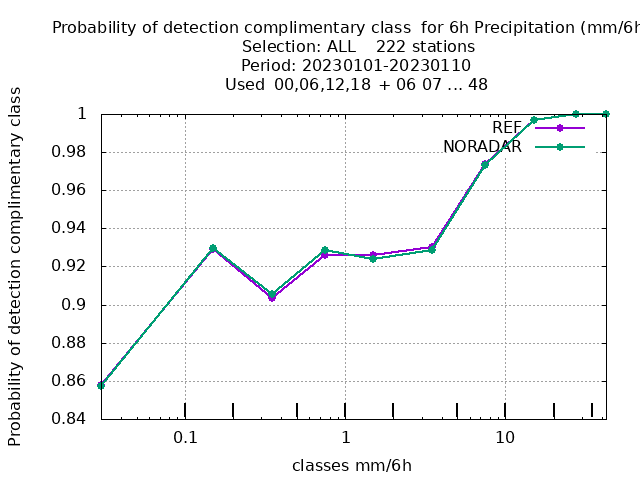 Probability of detection complimentary class  for 6h Precipitation (mm/6h
Selection: ALL    222 stations
Period: 20230101-20230110
Used  00,06,12,18  + 06 07 ... 48
Probability of detection complimentary class
1
0.98
0.96
0.94
0.92
0.9
0.88
0.86
0.84
REF
NORADAR
0.1
1
10
classes mm/6h